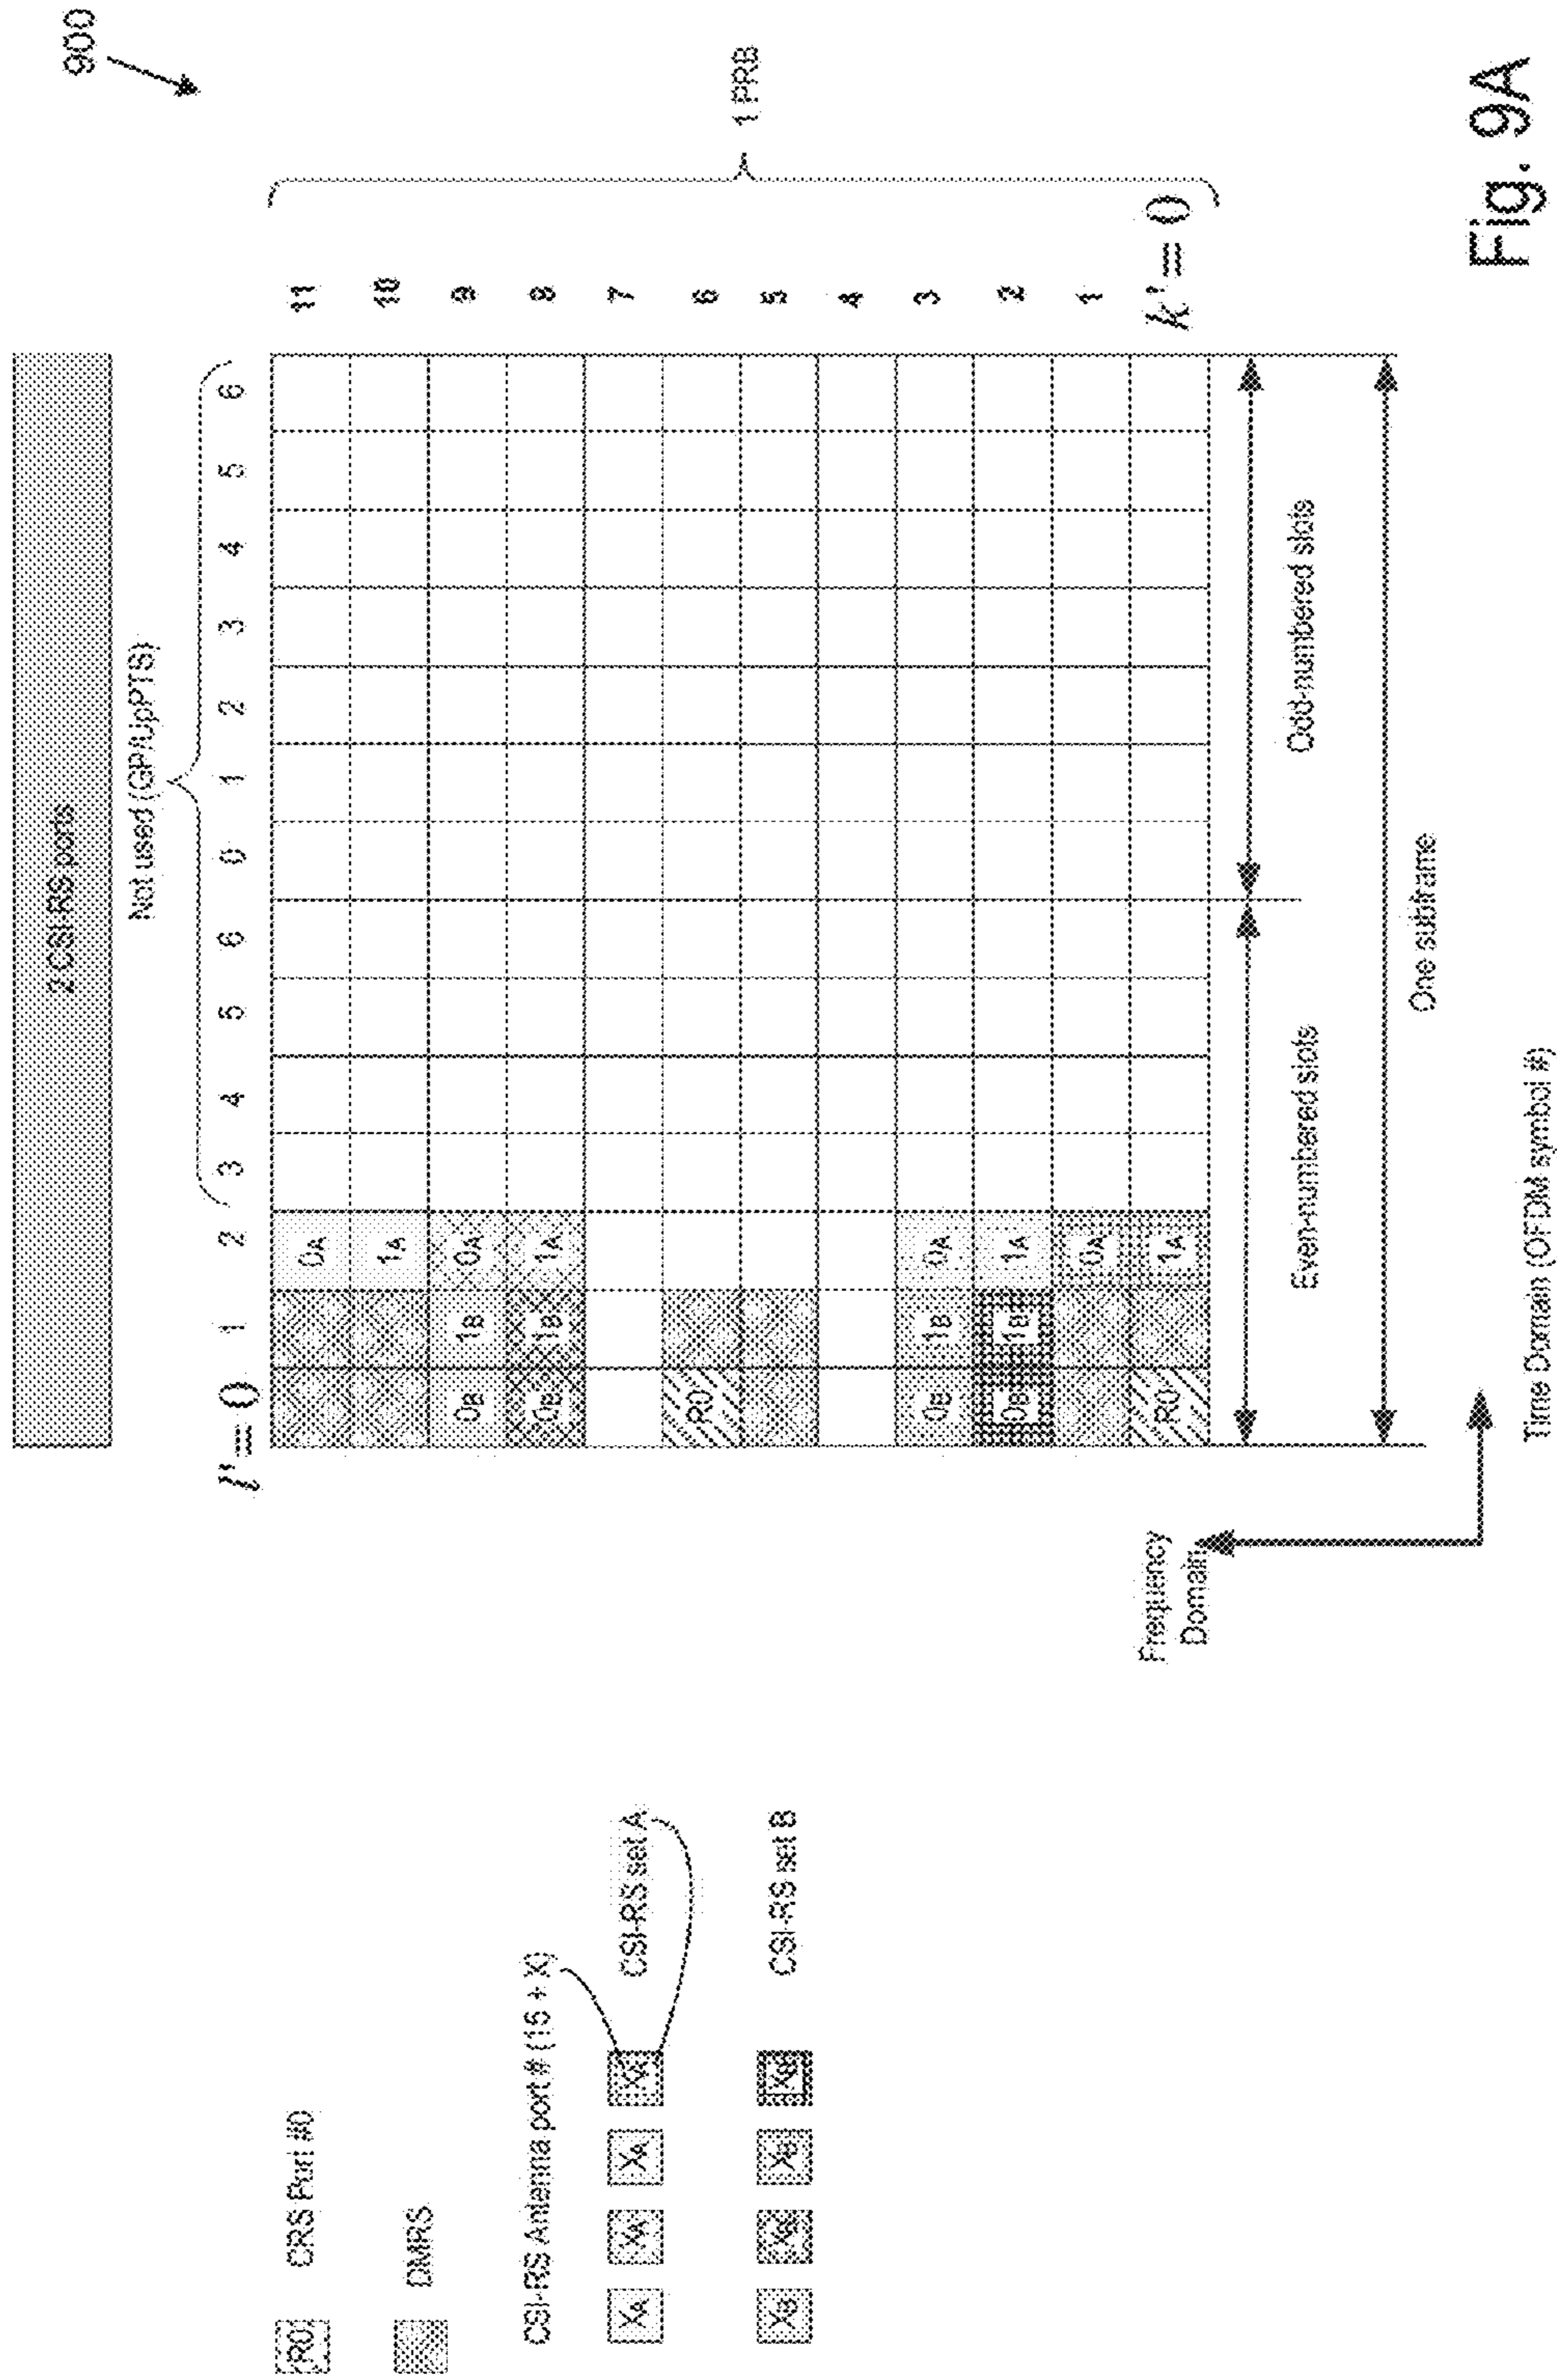 900
2 CSI-RS ports
Not used (GP/UpPTS)
l' = 0 1 2 3 4 5 6 0 1 2 3 4 5 6
0A 11
1A 10
0B 1B 0A 9
0B 1B 1A 8
7
R0 6
5
4
0B 1B 0A 3
0B 1B 1A 2
0A 1
R0 1A k' = 0
1 PRB
Even-numbered slots
Odd-numbered slots
One subframe
Frequency
Domain
Time Domain (OFDM symbol #)
R0 CRS Port #0
DMRS
CSI-RS Antenna port # (15 + X)
XA XA XA XA CSI-RS set A
XB XB XB XB CSI-RS set B
Fig. 9A